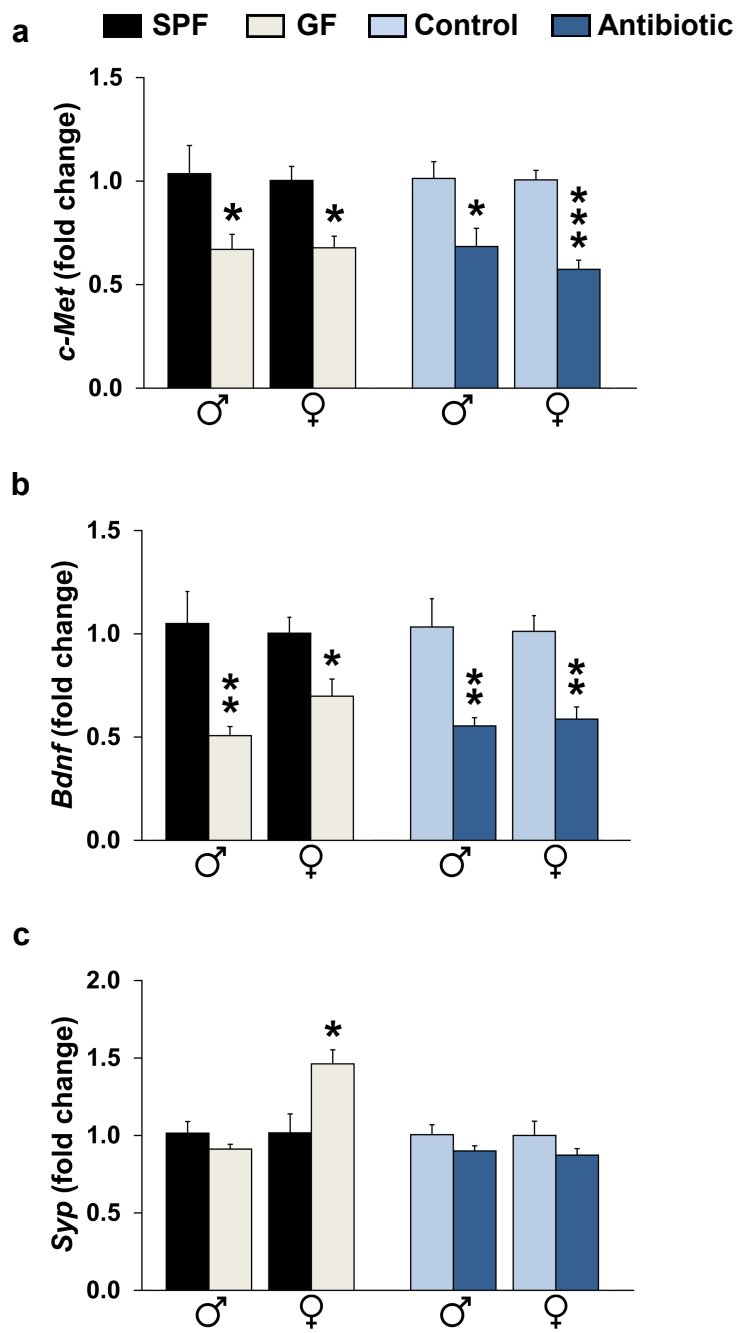 a
SPF GF Control Antibiotic
c-Met (fold change)
1.5
1.0
0.5
0.0
* * * ***
♂ ♀ ♂ ♀
b
Bdnf (fold change)
1.5
1.0
0.5
0.0
** * ** **
♂ ♀ ♂ ♀
c
Syp (fold change)
2.0
1.5
1.0
0.5
0.0
*
♂ ♀ ♂ ♀